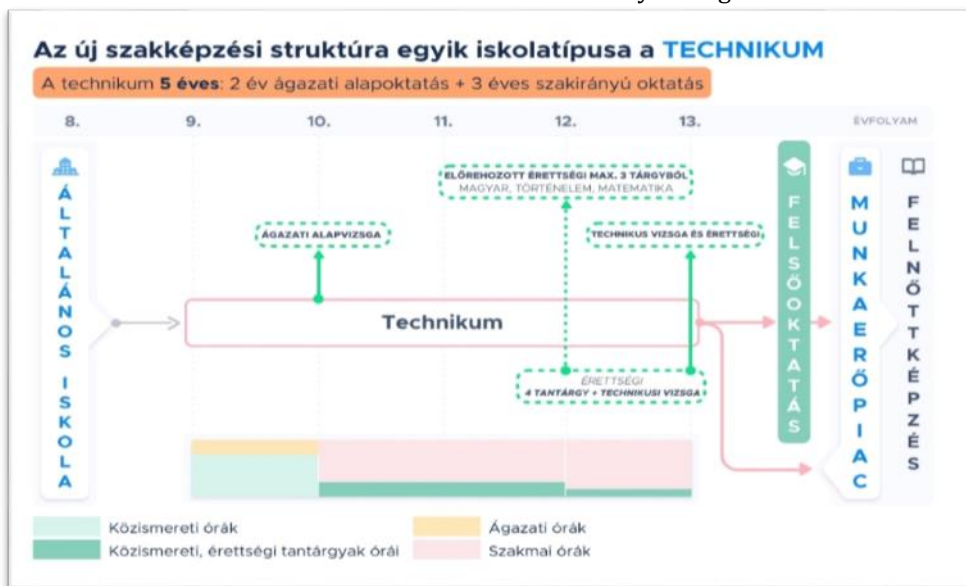 Az új szakképzési struktúra egyik iskolatípusa a TECHNIKUM
A technikum 5 éves: 2 év ágazati alapoktatás + 3 éves szakirányú oktatás
8. 9. 10. 11. 12. 13. ÉVFOLYAM
ÁLTALÁNOS ISKOLA
ELŐREHOZOTT ÉRETTSÉGI MAX. 3 TÁRGYBÓL
MAGYAR, TÖRTÉNELEM, MATEMATIKA
ÁGAZATI ALAPVIZSGA
TECHNIKUS VIZSGA ÉS ÉRETTSÉGI
Technikum
ÉRETTSÉGI
4 TANTÁRGY + TECHNIKUSI VIZSGA
FELSŐOKTATÁS
MUNKAERŐPIAC
FELNŐTTKÉPZÉS
Közismereti órák
Ágazati órák
Közismereti, érettségi tantárgyak órái
Szakmai órák